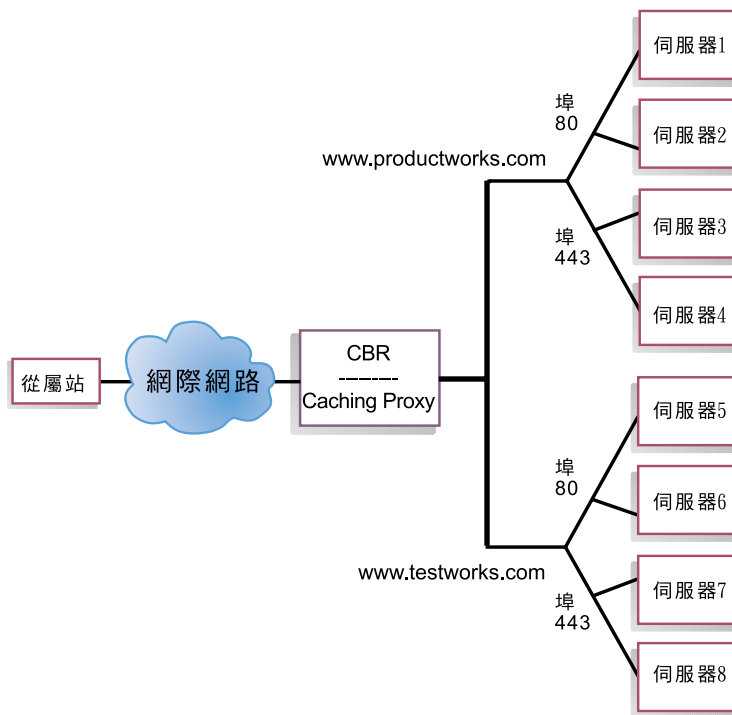 伺服器1
埠
80
伺服器2
www.productworks.com
伺服器3
埠
443
伺服器4
從屬站
網際網路
CBR
-------
Caching Proxy
伺服器5
埠
80
伺服器6
www.testworks.com
伺服器7
埠
443
伺服器8